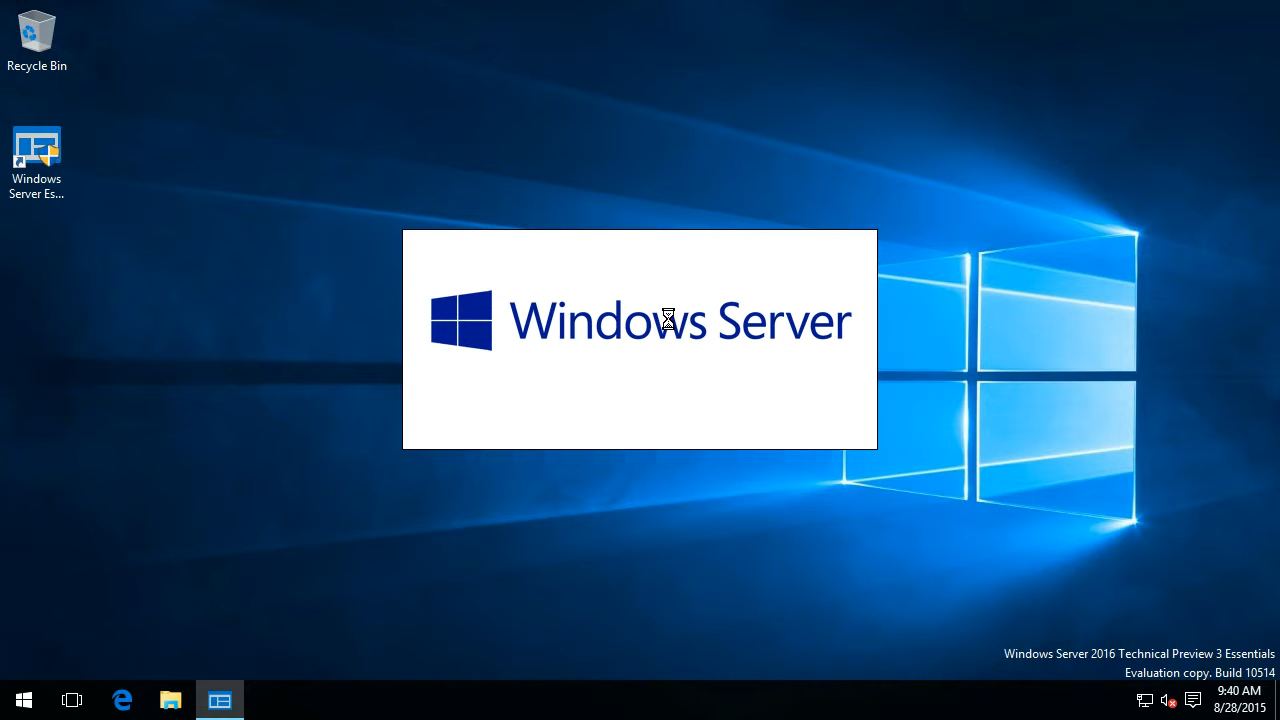 Recycle Bin
Windows
Server Es...
Windows Server
Windows Server 2016 Technical Preview 3 Essentials
Evaluation copy. Build 10514
9:40 AM
8/28/2015